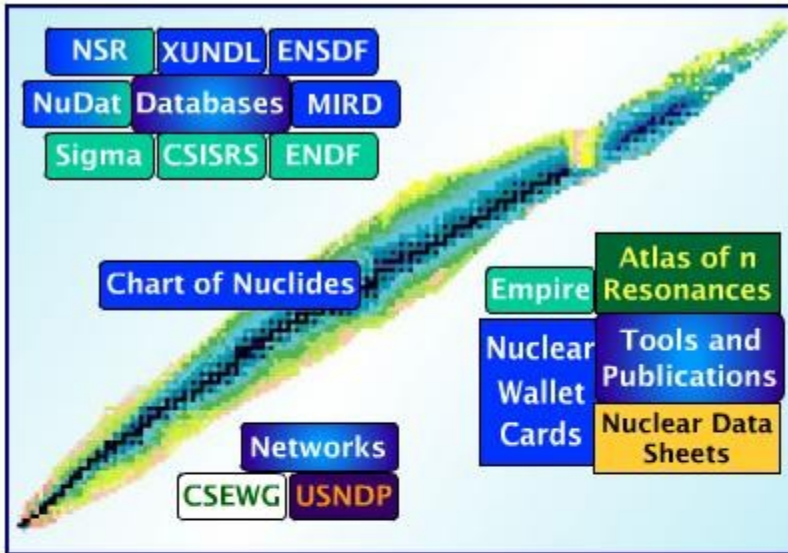 NSR XUNDL ENSDF
NuDat Databases MIRD
Sigma CSISRS ENDF
Chart of Nuclides
Empire
Atlas of n
Resonances
Nuclear
Wallet
Cards
Tools and
Publications
Nuclear Data
Sheets
Networks
CSEWG USNDP